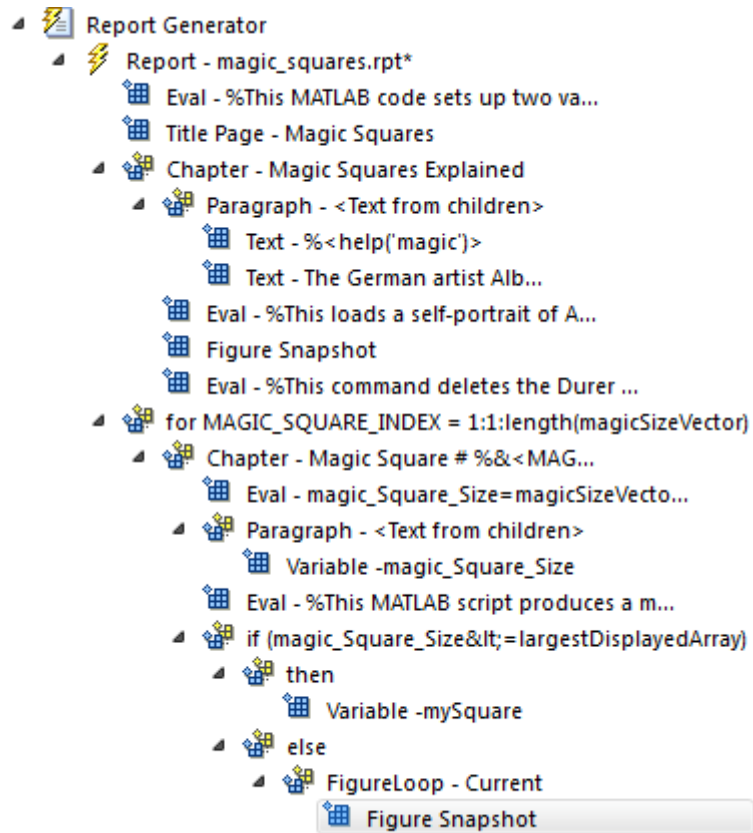 Report Generator
Report - magic_squares.rpt*
Eval - %This MATLAB code sets up two va...
Title Page - Magic Squares
Chapter - Magic Squares Explained
Paragraph - <Text from children>
Text - %<help('magic')>
Text - The German artist Alb...
Eval - %This loads a self-portrait of A...
Figure Snapshot
Eval - %This command deletes the Durer ...
for MAGIC_SQUARE_INDEX = 1:1:length(magicSizeVector)
Chapter - Magic Square # %&<MAG...
Eval - magic_Square_Size=magicSizeVecto...
Paragraph - <Text from children>
Variable -magic_Square_Size
Eval - %This MATLAB script produces a m...
if (magic_Square_Size&lt;=largestDisplayedArray)
then
Variable -mySquare
else
FigureLoop - Current
Figure Snapshot